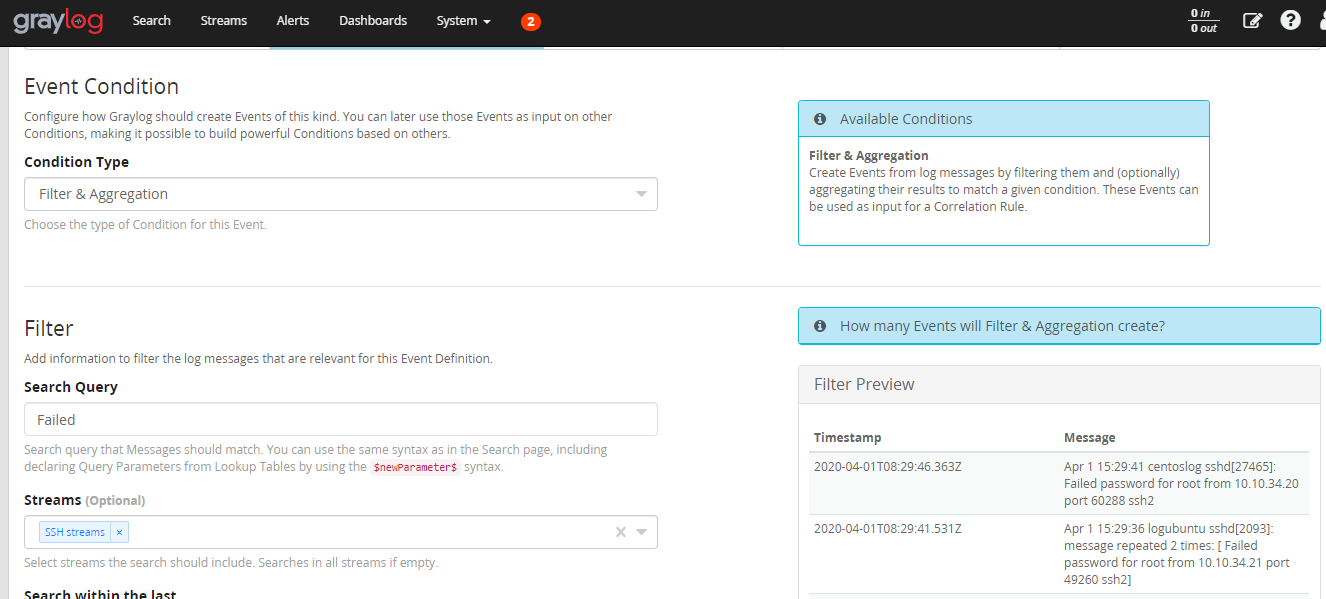 graylog Search Streams Alerts Dashboards System 2 0 in
0 out
Event Condition
Configure how Graylog should create Events of this kind. You can later use those Events as input on other
Conditions, making it possible to build powerful Conditions based on others.
Condition Type
Filter & Aggregation
Choose the type of Condition for this Event.
Available Conditions
Filter & Aggregation
Create Events from log messages by filtering them and (optionally)
aggregating their results to match a given condition. These Events can
be used as input for a Correlation Rule.
Filter
Add information to filter the log messages that are relevant for this Event Definition.
Search Query
Failed
Search query that Messages should match. You can use the same syntax as in the Search page, including
declaring Query Parameters from Lookup Tables by using the $newParameter$ syntax.
Streams (Optional)
SSH streams ×
Select streams the search should include. Searches in all streams if empty.
Search within the last
How many Events will Filter & Aggregation create?
Filter Preview
Timestamp Message
2020-04-01T08:29:46.363Z Apr 1 15:29:41 centoslog sshd[27465]:
Failed password for root from 10.10.34.20
port 60288 ssh2
2020-04-01T08:29:41.531Z Apr 1 15:29:36 logubuntu sshd[2093]:
message repeated 2 times: [ Failed
password for root from 10.10.34.21 port
49260 ssh2]